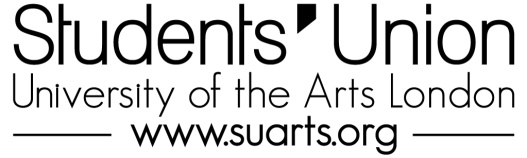 Students' Union
University of the Arts London
www.suarts.org